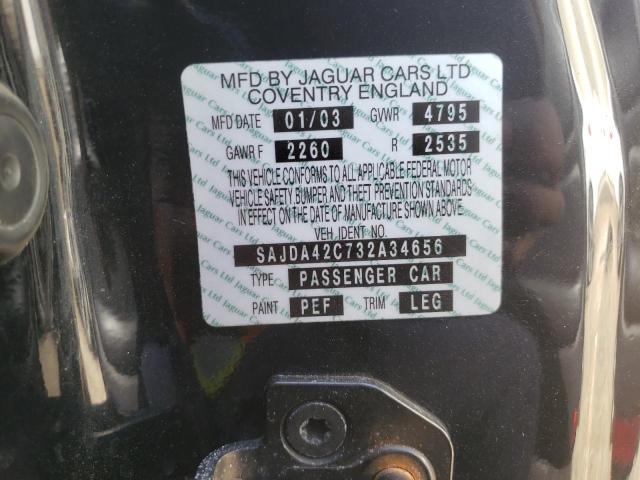 MFD BY JAGUAR CARS LTD
COVENTRY ENGLAND
MFD DATE 01/03 GVWR 4795
GAWR F 2260 R 2535
THIS VEHICLE CONFORMS TO ALL APPLICABLE FEDERAL MOTOR
VEHICLE SAFETY BUMPER AND THEFT PREVENTION STANDARDS
IN EFFECT ON THE DATE OF MANUFACTURE SHOWN ABOVE.
VEH. IDENT NO.
SAJDA42C732A34656
TYPE PASSENGER CAR
PAINT PEF TRIM LEG